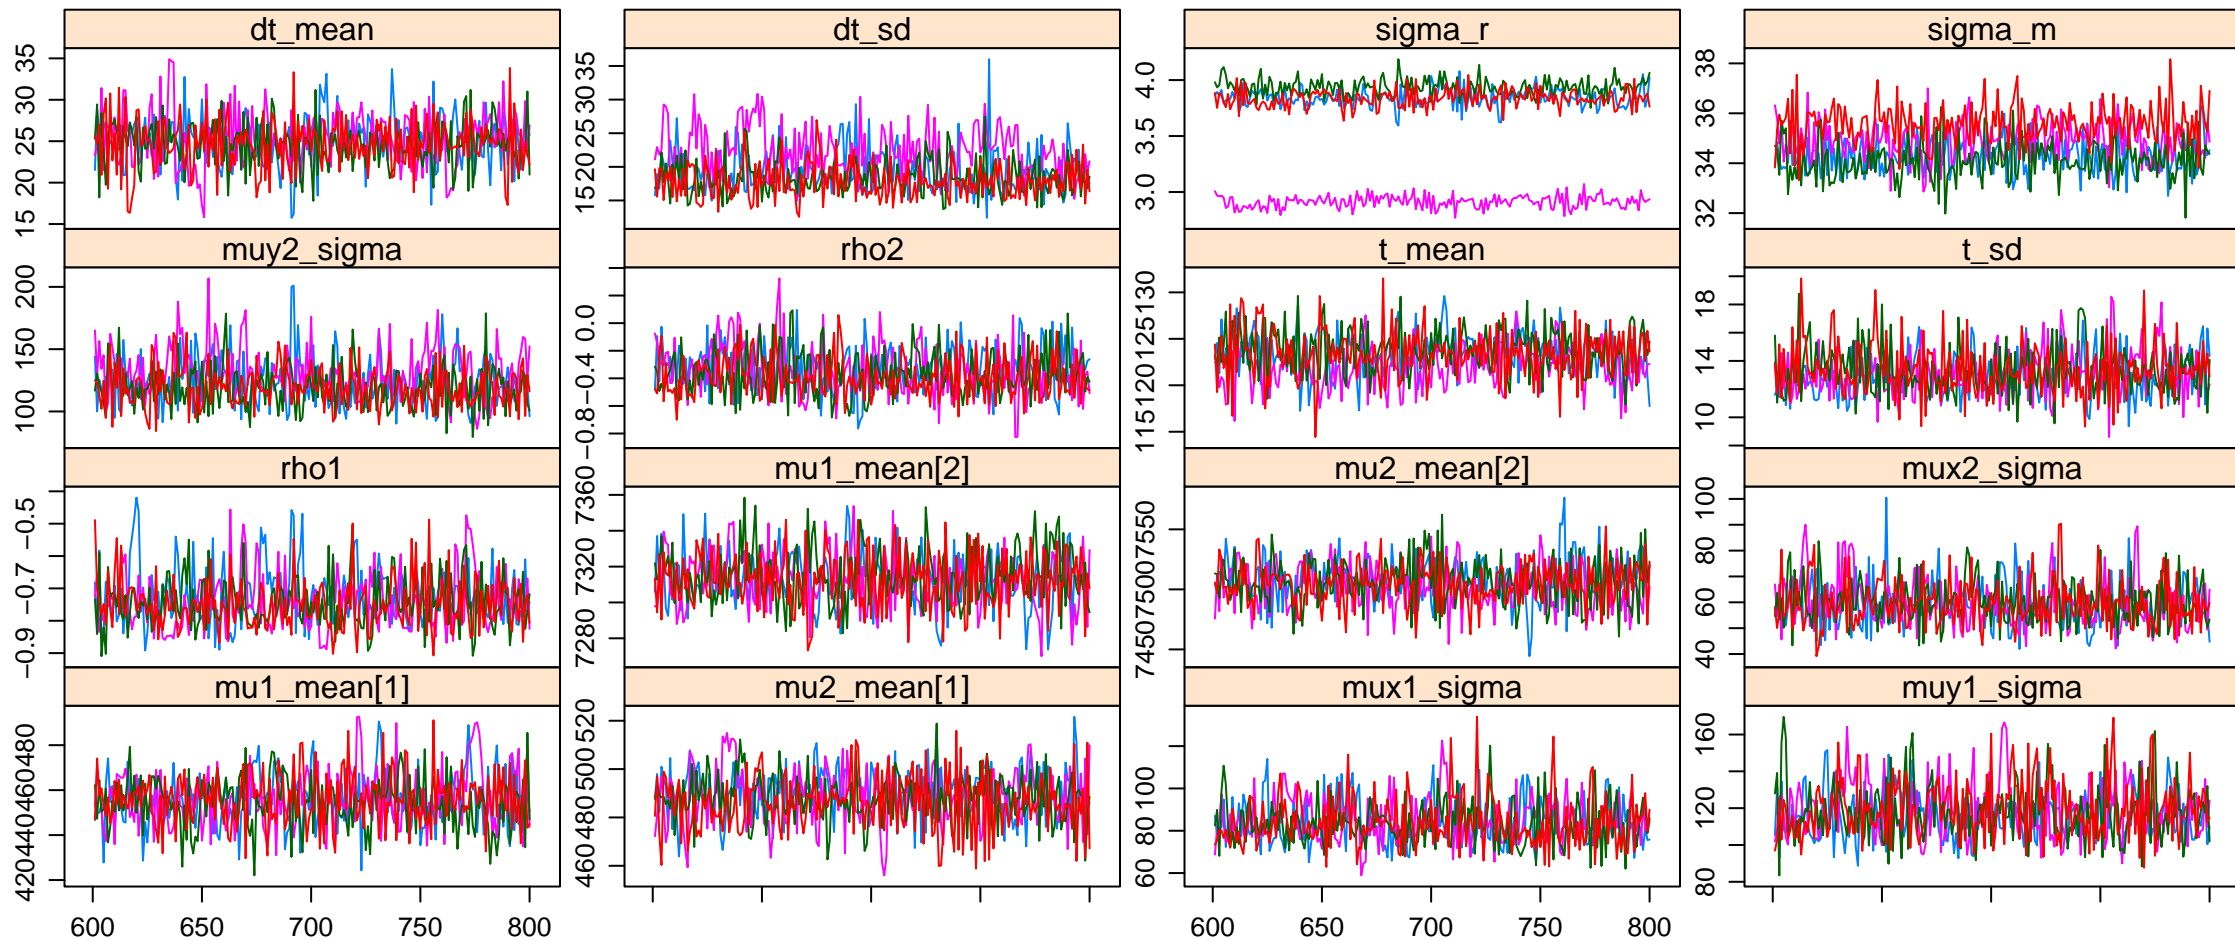 dt_mean dt_sd sigma_r sigma_m
15 20 25 30 35
15 20 25 30 35
3.0 3.5 4.0
32 34 36 38
muy2_sigma rho2 t_mean t_sd
100 150 200
−0.8 −0.4 0.0
115 120 125 130
10 14 18
rho1 mu1_mean[2] mu2_mean[2] mux2_sigma
−0.9 −0.7 −0.5
7280 7320 7360
7450 7500 7550
40 60 80 100
mu1_mean[1] mu2_mean[1] mux1_sigma muy1_sigma
420 440 460 480
460 480 500 520
60 80 100
80 120 160
600 650 700 750 800
600 650 700 750 800